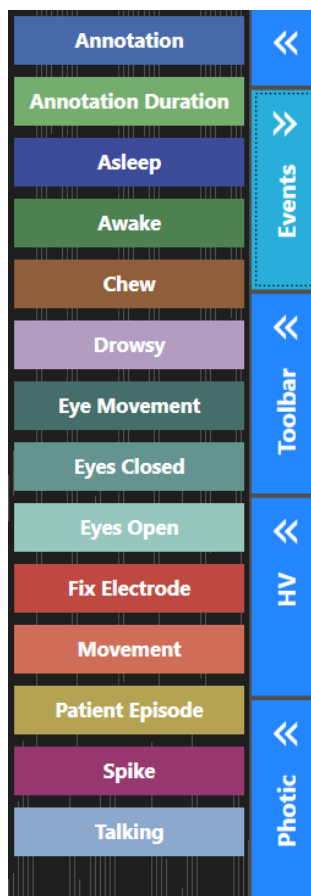 Annotation
Annotation Duration
Asleep
Awake
Chew
Drowsy
Eye Movement
Eyes Closed
Eyes Open
Fix Electrode
Movement
Patient Episode
Spike
Talking
Events
Toolbar
HV
Photic